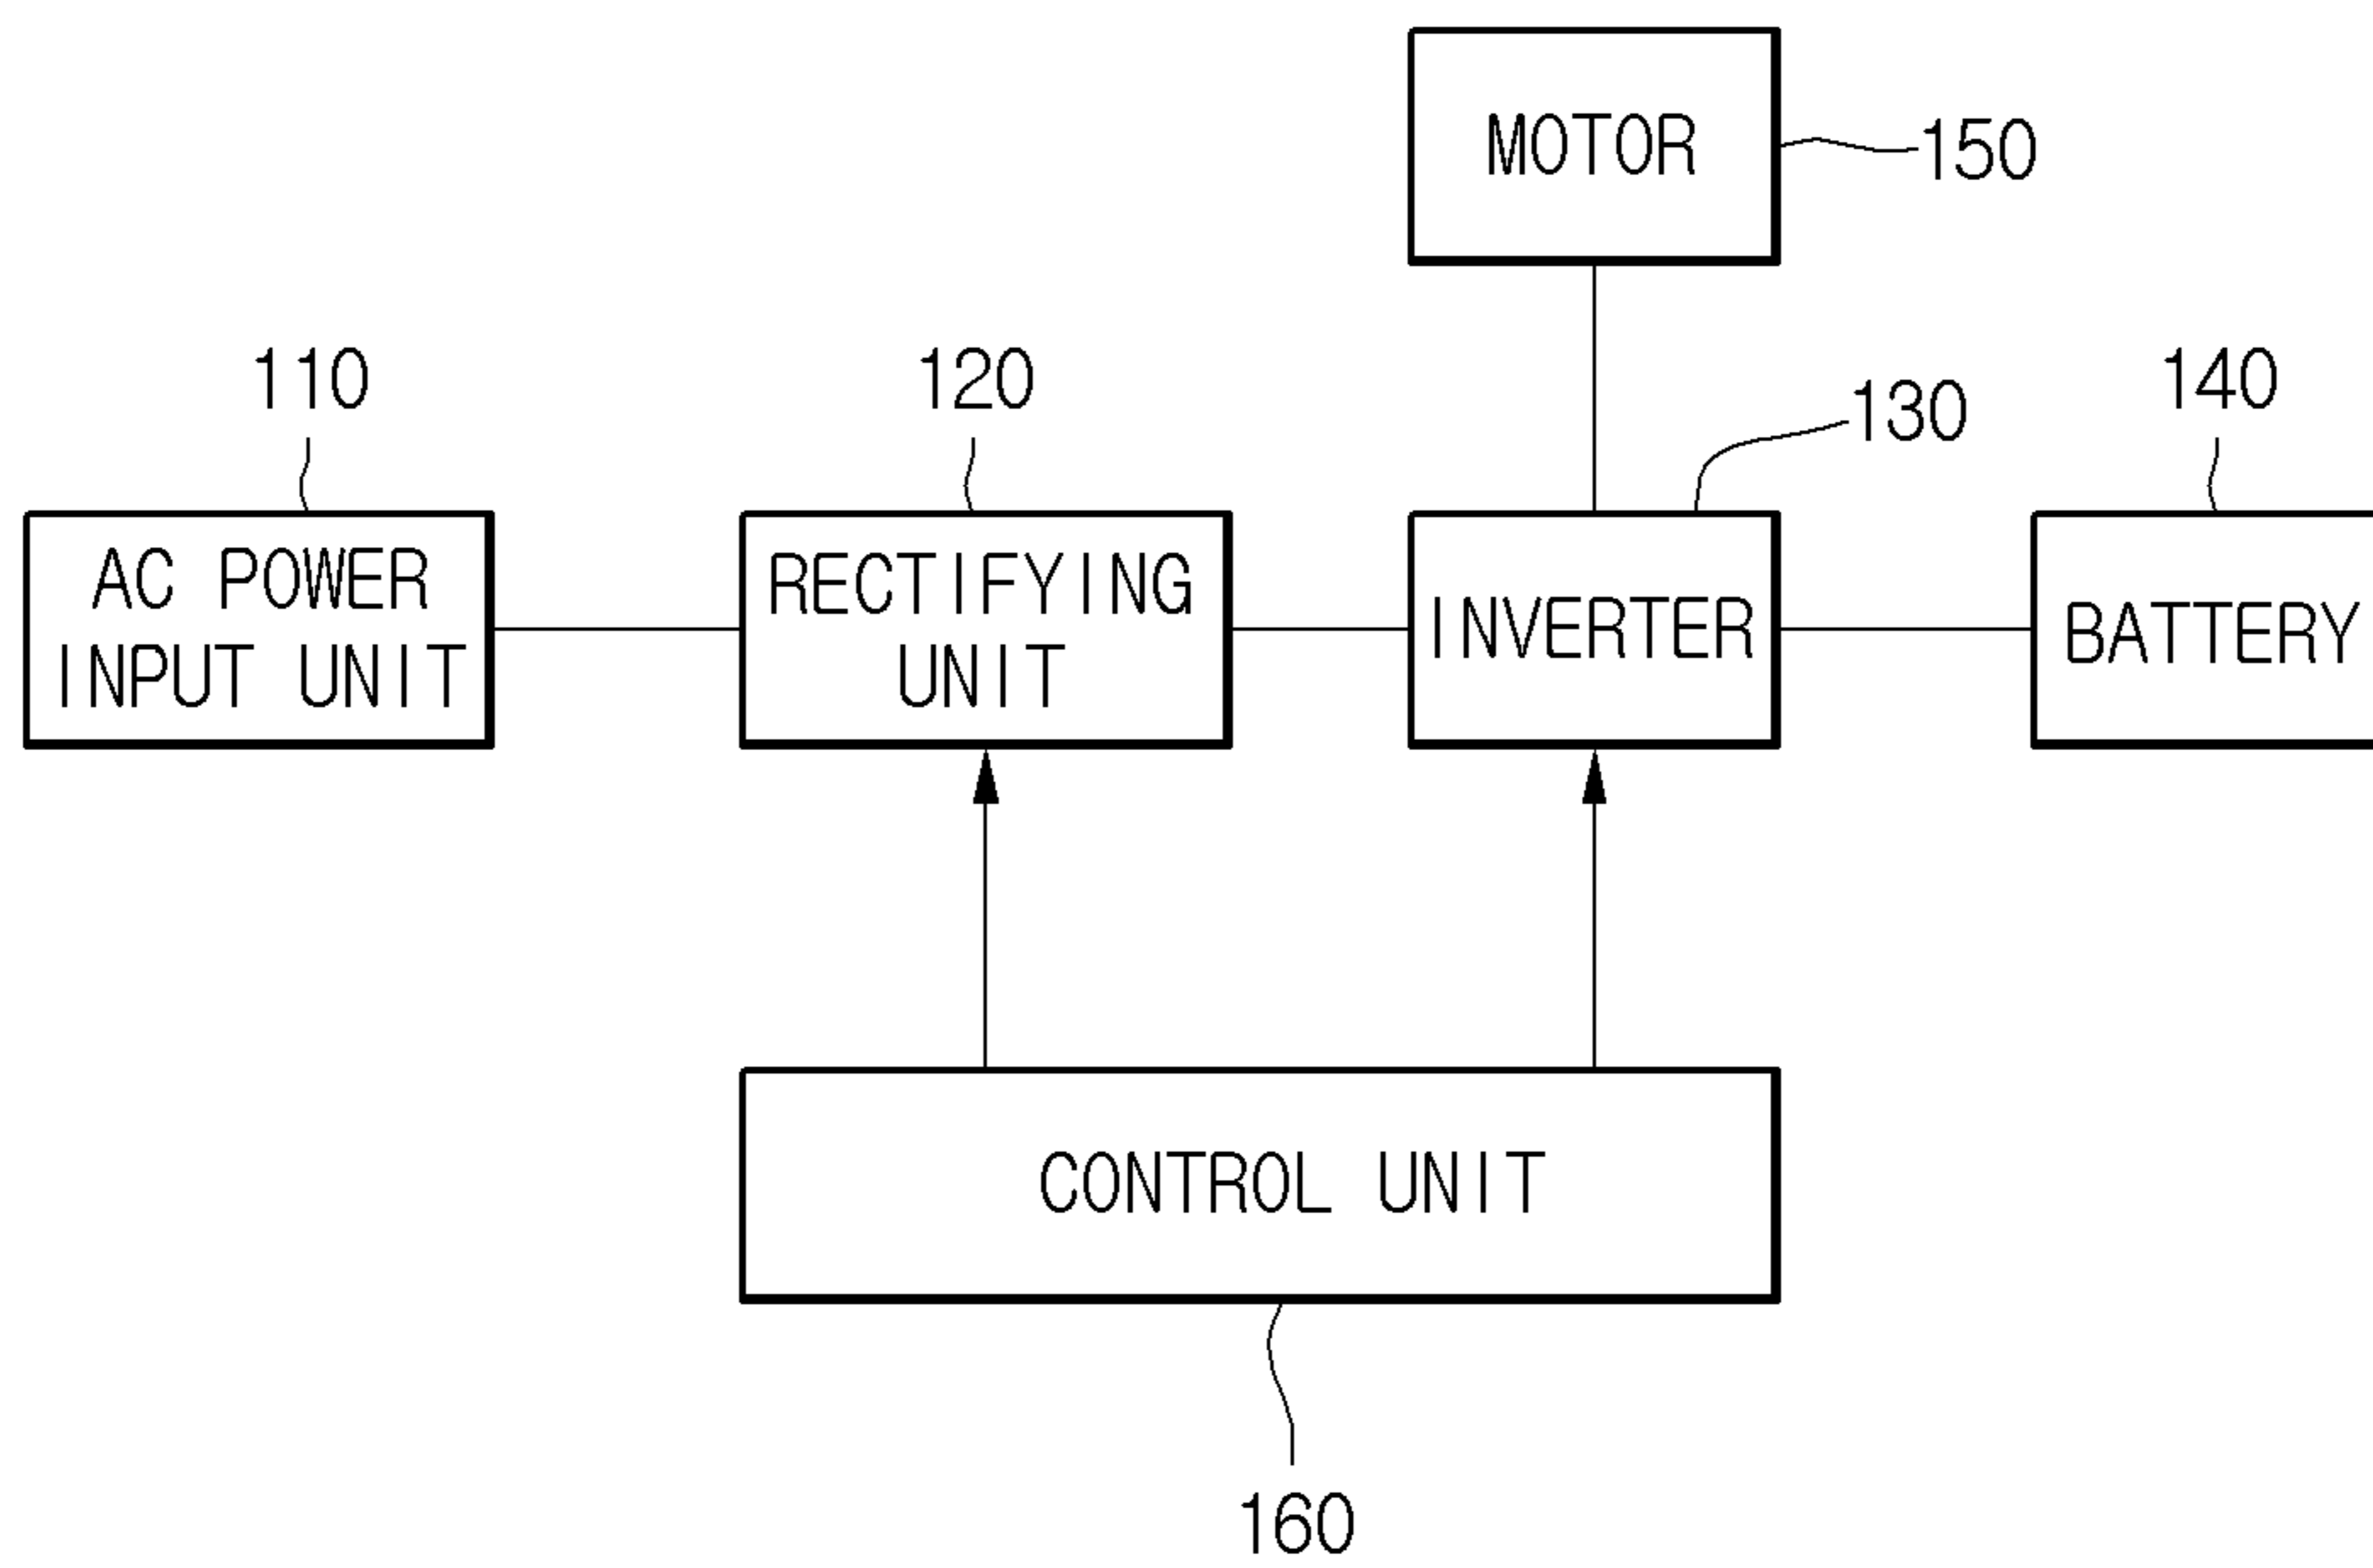 MOTOR
150
110
120
130
140
AC POWER
INPUT UNIT
RECTIFYING
UNIT
INVERTER
BATTERY
CONTROL UNIT
160